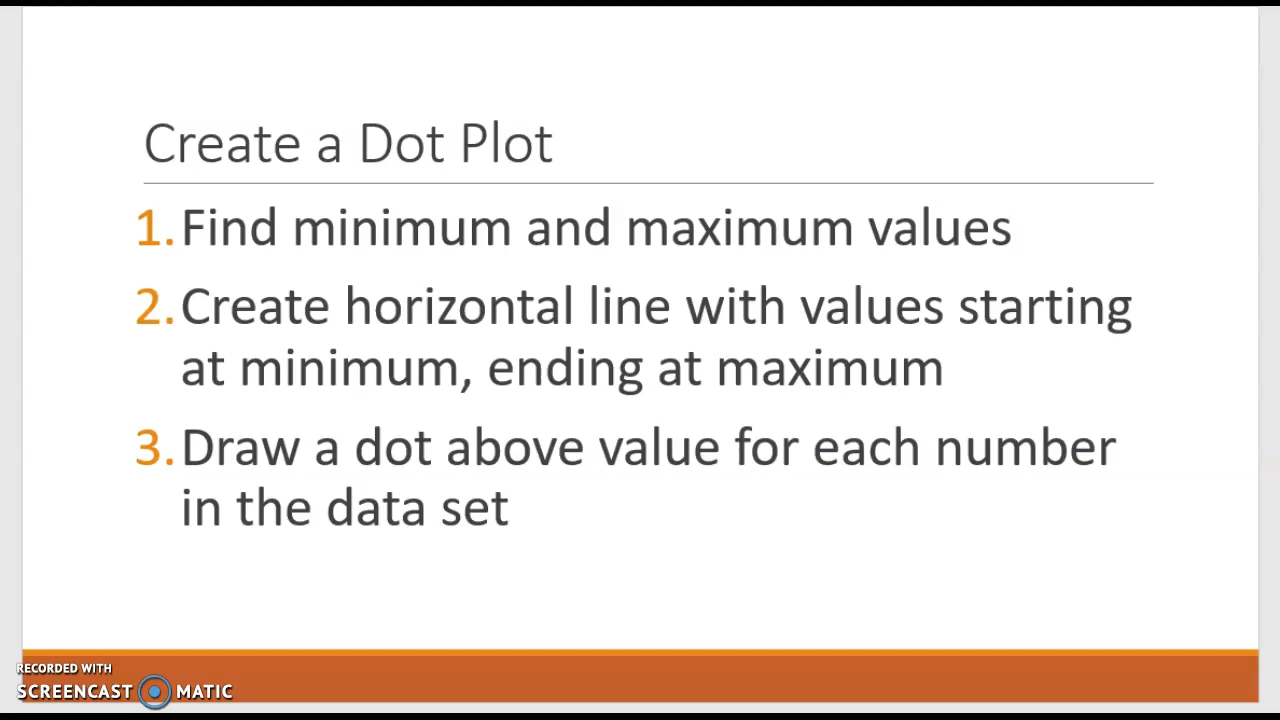 Create a Dot Plot
1. Find minimum and maximum values
2. Create horizontal line with values starting
at minimum, ending at maximum
3. Draw a dot above value for each number
in the data set
RECORDED WITH
SCREENCAST MATIC